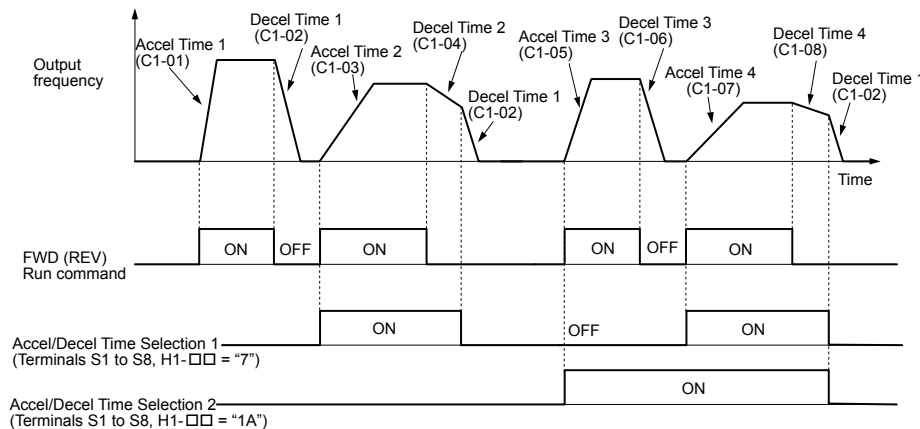 Output
frequency
Accel Time 1
(C1-01)
Decel Time 1
(C1-02)
Accel Time 2
(C1-03)
Decel Time 2
(C1-04)
Decel Time 1
(C1-02)
Accel Time 3
(C1-05)
Decel Time 3
(C1-06)
Accel Time 4
(C1-07)
Decel Time 4
(C1-08)
Decel Time 1
(C1-02)
Time
FWD (REV)
Run command
ON
OFF
ON
ON
OFF
ON
Accel/Decel Time Selection 1
(Terminals S1 to S8, H1-□□ = “7”)
ON
OFF
ON
Accel/Decel Time Selection 2
(Terminals S1 to S8, H1-□□ = “1A”)
ON